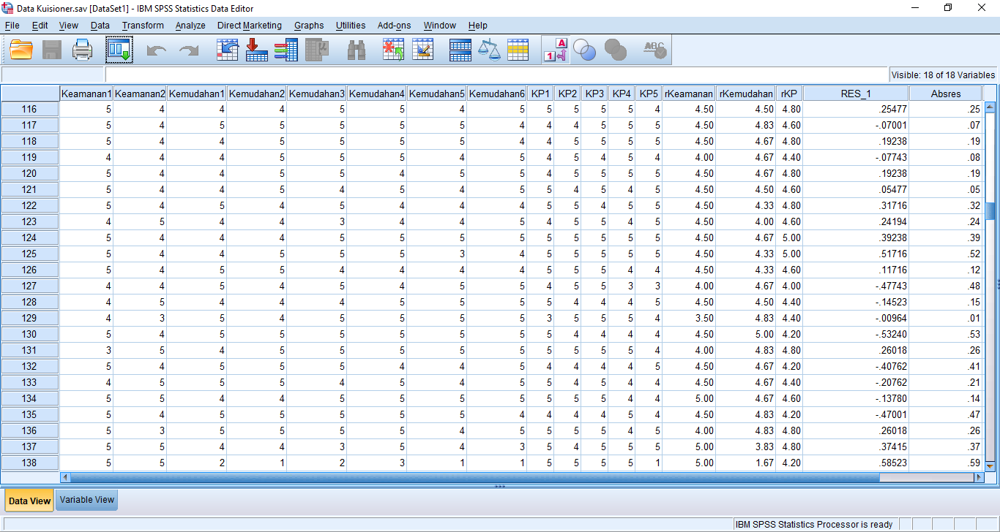 Data Kuisioner.sav [DataSet1] - IBM SPSS Statistics Data Editor
File Edit View Data Transform Analyze Direct Marketing Graphs Utilities Add-ons Window Help
Visible: 18 of 18 Variables
Keamanan1 Keamanan2 Kemudahan1 Kemudahan2 Kemudahan3 Kemudahan4 Kemudahan5 Kemudahan6 KP1 KP2 KP3 KP4 KP5 rKeamanan rKemudahan rKP RES_1 Absres
116 5 4 4 4 5 5 4 5 5 5 5 5 4 4.50 4.50 4.80 .25477 .25
117 5 4 5 5 5 5 5 4 4 4 5 5 5 4.50 4.83 4.60 -.07001 .07
118 5 4 4 5 5 5 5 4 4 5 5 5 5 4.50 4.67 4.80 .19238 .19
119 4 4 4 5 5 5 4 5 4 5 4 5 4 4.00 4.67 4.40 -.07743 .08
120 5 4 4 5 5 4 5 5 4 5 5 5 5 4.50 4.67 4.80 .19238 .19
121 5 4 4 5 4 5 4 5 5 4 5 4 5 4.50 4.50 4.60 .05477 .05
122 5 4 5 4 5 4 4 4 5 5 4 5 5 4.50 4.33 4.80 .31716 .32
123 4 5 4 4 3 4 4 5 4 5 5 4 5 4.50 4.00 4.60 .24194 .24
124 5 4 4 4 5 5 5 5 5 5 5 5 5 4.50 4.67 5.00 .39238 .39
125 5 4 4 5 5 5 3 4 5 5 5 5 5 4.50 4.33 5.00 .51716 .52
126 5 4 5 5 4 4 4 4 5 5 5 4 4 4.50 4.33 4.60 .11716 .12
127 4 4 5 4 5 4 5 5 4 5 5 3 3 4.00 4.67 4.00 -.47743 .48
128 4 5 4 4 4 5 5 5 5 4 4 4 5 4.50 4.50 4.40 -.14523 .15
129 4 3 5 4 5 5 5 5 3 5 5 5 4 3.50 4.83 4.40 -.00964 .01
130 5 4 5 5 5 5 5 5 5 4 4 4 4 4.50 5.00 4.20 -.53240 .53
131 3 5 4 5 5 5 5 5 5 5 5 5 4 4.00 4.83 4.80 .26018 .26
132 5 4 5 5 5 4 4 5 4 4 4 4 5 4.50 4.67 4.20 -.40762 .41
133 4 5 5 5 4 5 4 5 5 4 5 4 4 4.50 4.67 4.40 -.20762 .21
134 5 5 4 4 5 5 5 5 5 5 5 4 4 5.00 4.67 4.60 -.13780 .14
135 5 4 5 5 5 5 5 4 4 4 4 5 4 4.50 4.83 4.20 -.47001 .47
136 5 3 5 5 5 5 4 5 5 5 5 4 5 4.00 4.83 4.80 .26018 .26
137 5 5 4 4 3 5 4 3 5 4 5 5 5 5.00 3.83 4.80 .37415 .37
138 5 5 2 1 2 3 1 1 5 5 5 5 1 5.00 1.67 4.20 .58523 .59
Data View Variable View
IBM SPSS Statistics Processor is ready